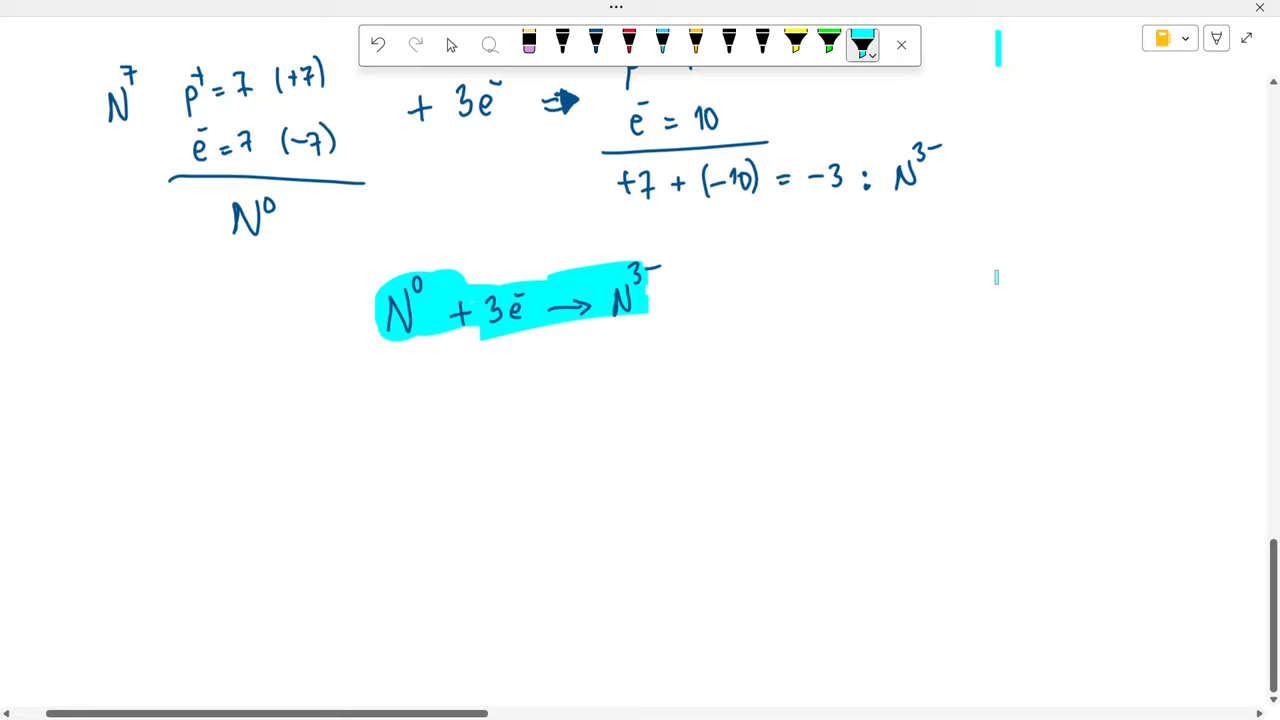 N⁷ p⁺ = 7 (+7)
e⁻ = 7 (-7)
N⁰
+ 3e⁻ ⇒
e⁻ = 10
+7 + (-10) = -3 : N³⁻
N⁰ + 3e⁻ → N³⁻